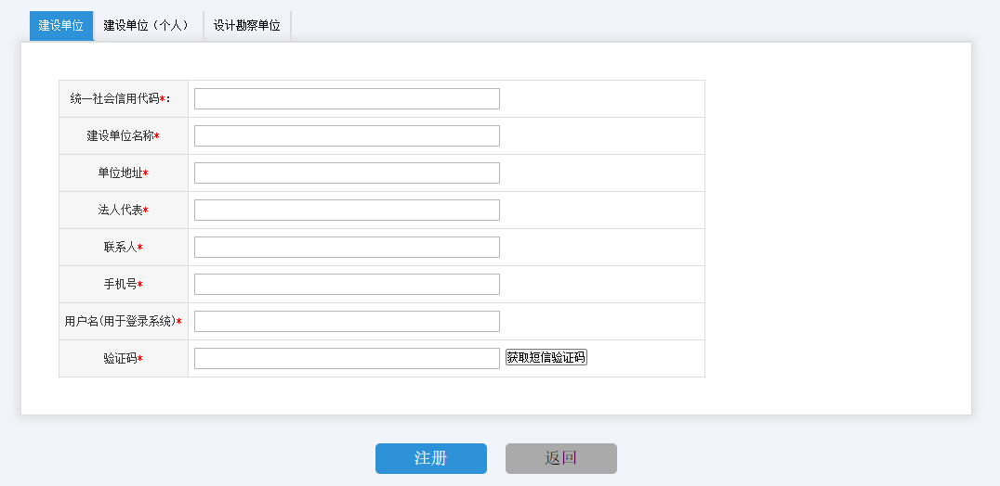 建设单位 建设单位（个人） 设计勘察单位
统一社会信用代码*：
建设单位名称*
单位地址*
法人代表*
联系人*
手机号*
用户名(用于登录系统)*
验证码* 获取短信验证码
注册 返回